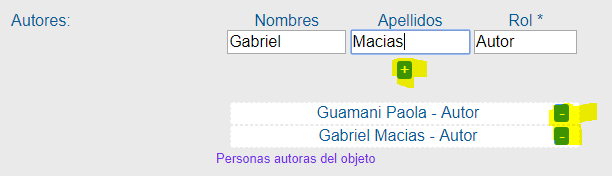 Autores: Nombres Apellidos Rol *
Gabriel Macias Autor
+
Guamani Paola - Autor -
Gabriel Macias - Autor -
Personas autoras del objeto